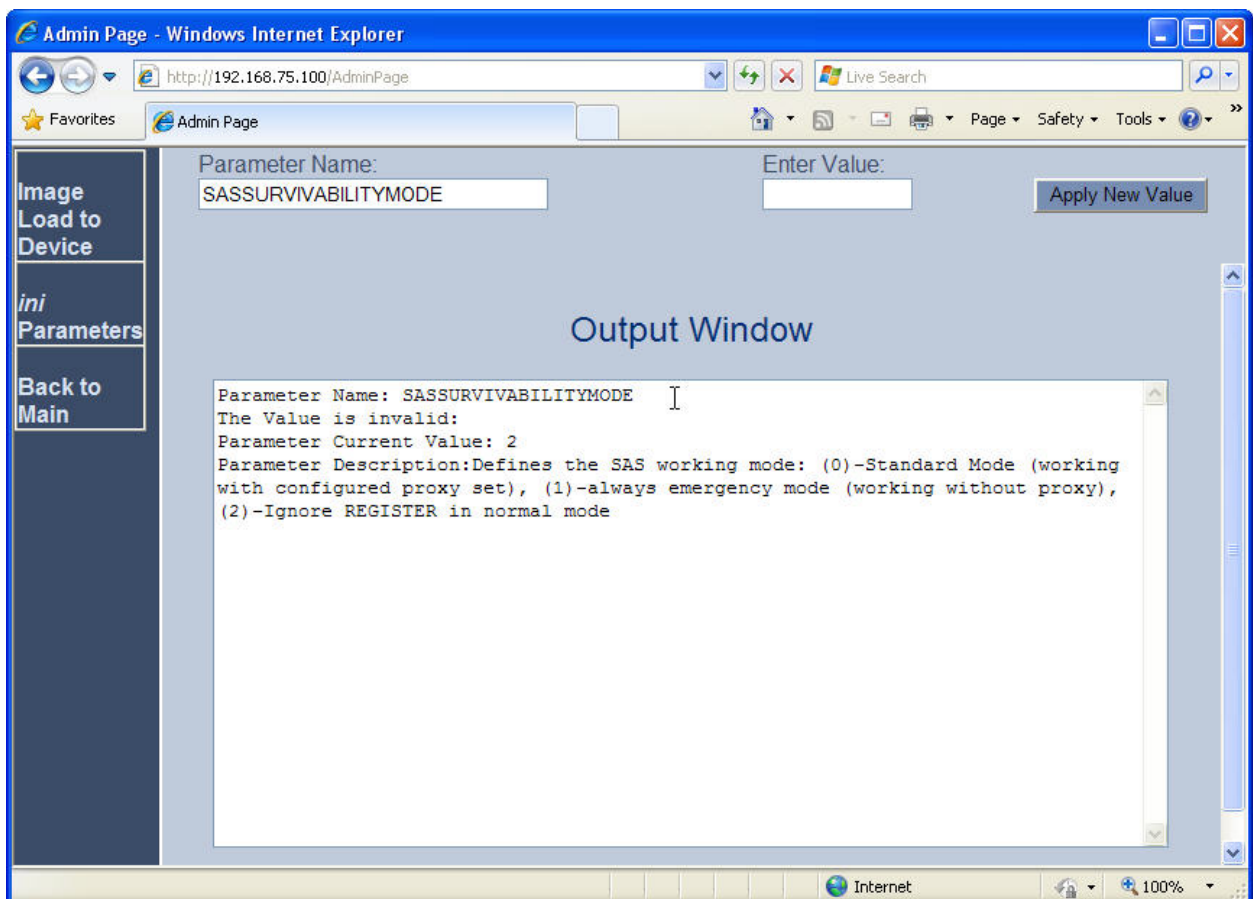 Admin Page - Windows Internet Explorer
http://192.168.75.100/AdminPage
Live Search
Favorites
Admin Page
Page
Safety
Tools
»
Parameter Name:
Enter Value:
SASSURVIVABILITYMODE
Apply New Value
Image
Load to
Device
ini
Parameters
Back to
Main
Output Window
Parameter Name: SASSURVIVABILITYMODE
The Value is invalid:
Parameter Current Value: 2
Parameter Description:Defines the SAS working mode: (0)-Standard Mode (working
with configured proxy set), (1)-always emergency mode (working without proxy),
(2)-Ignore REGISTER in normal mode
Internet
100%